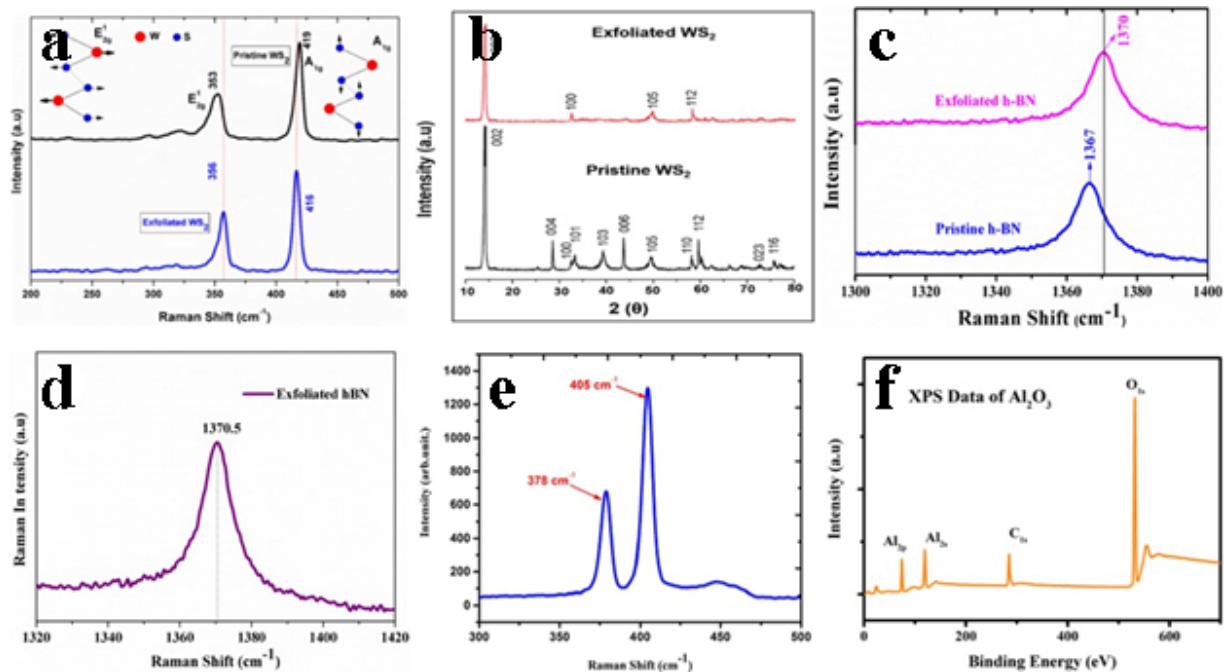 a
E¹₂g
W
S
Pristine WS₂
419
A₁g
A₁g
353
E¹₂g
356
Exfoliated WS₂
416
Intensity (a.u)
200 250 300 350 400 450 500
Raman Shift (cm⁻¹)
b
Exfoliated WS₂
100
105
112
002
Pristine WS₂
004
100
101
103
006
105
110
112
023
116
Intensity (a.u)
10 20 30 40 50 60 70 80
2 (θ)
c
1370
Exfoliated h-BN
1367
Pristine h-BN
Intensity (a.u)
1300 1320 1340 1360 1380 1400
Raman Shift (cm⁻¹)
d
Exfoliated hBN
1370.5
Raman In tensity (a.u)
1320 1340 1360 1380 1400 1420
Raman Shift (cm⁻¹)
e
405 cm⁻¹
378 cm⁻¹
1400
1200
1000
800
600
400
200
0
Intensity (arb.unit.)
300 350 400 450 500
Raman Shift (cm⁻¹)
f
XPS Data of Al₂O₃
O₁s
Al₂p
Al₂s
C₁s
Intensity (a.u)
0 200 400 600
Binding Energy (eV)